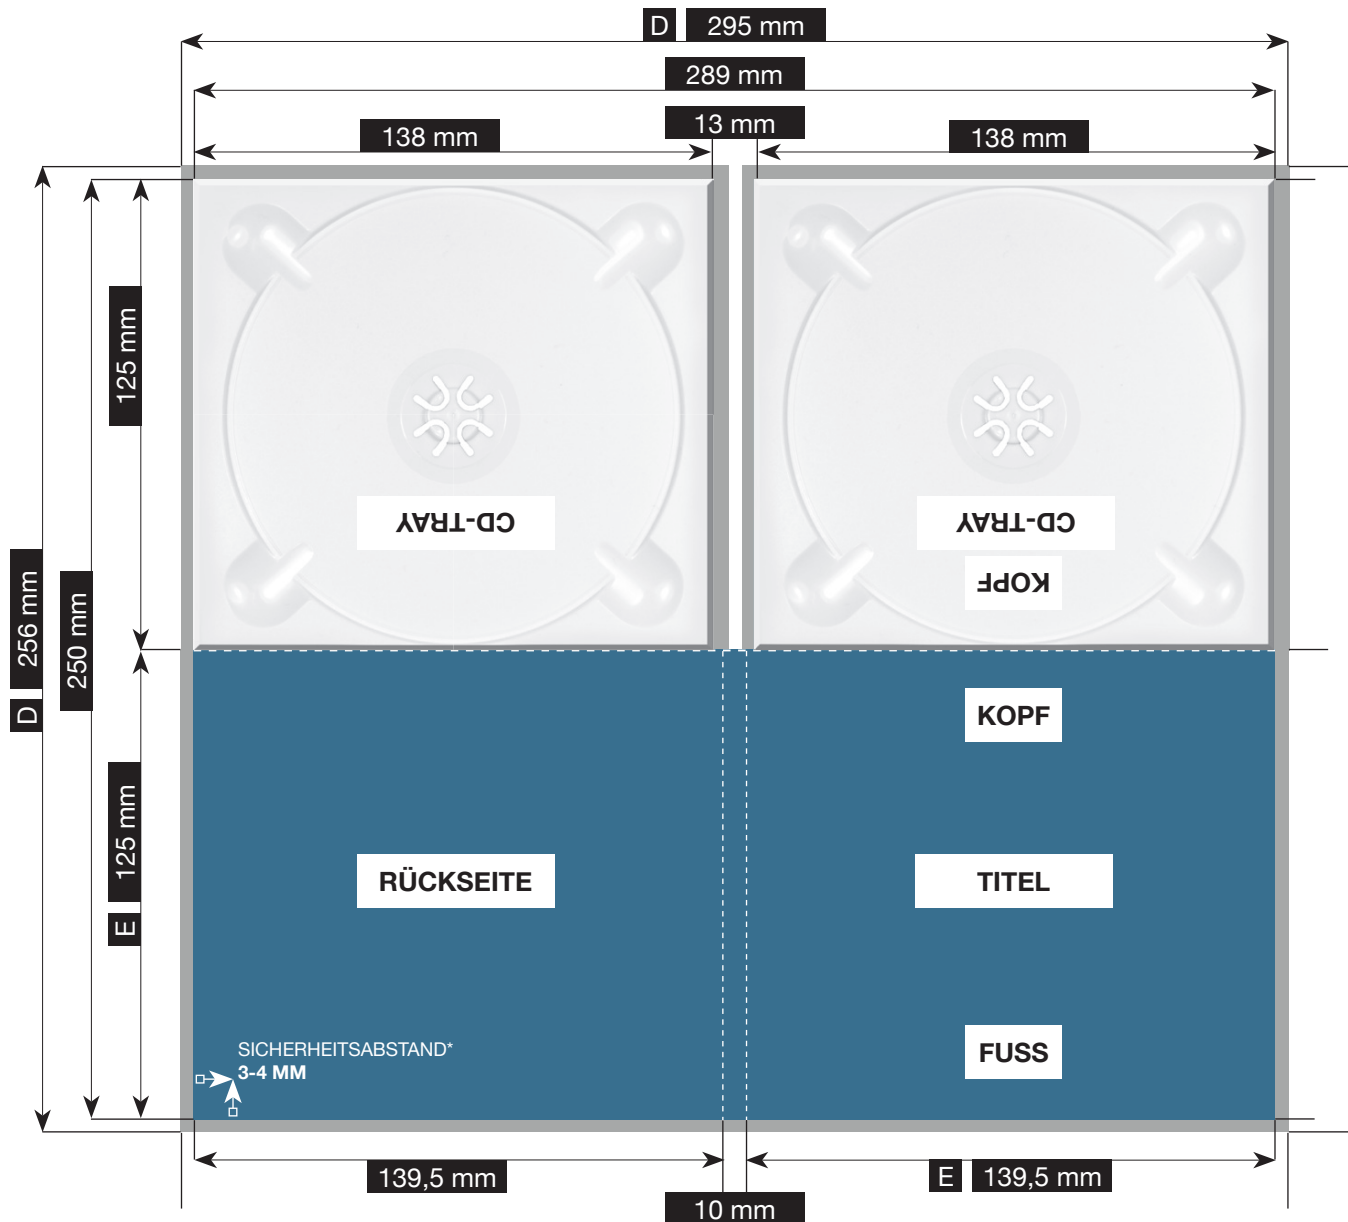 D 295 mm
289 mm
13 mm
138 mm
138 mm
125 mm
D 256 mm
250 mm
E 125 mm
CD-TRAY
CD-TRAY
KOPF
KOPF
RÜCKSEITE
TITEL
SICHERHEITSABSTAND*
3-4 MM
FUSS
139,5 mm
E 139,5 mm
10 mm